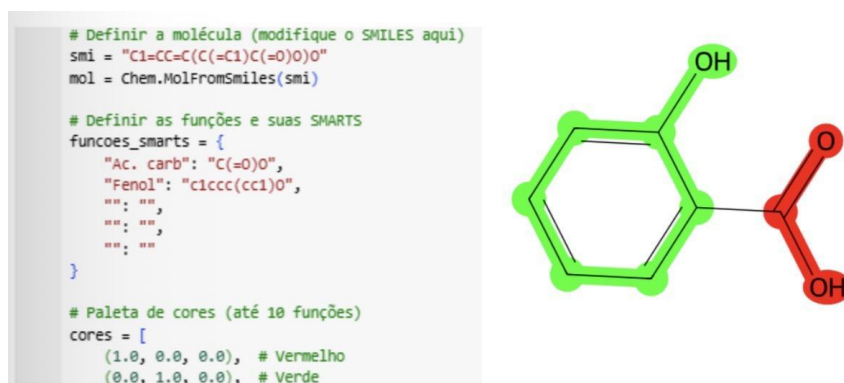 # Definir a molécula (modifique o SMILES aqui)
smi = "C1=CC=C(C(=C1)C(=O)O)O"
mol = Chem.MolFromSmiles(smi)
# Definir as funções e suas SMARTS
funcoes_smarts = {
"Ac. carb": "C(=O)O",
"Fenol": "c1ccc(cc1)O",
"": "",
"": "",
"": ""
}
# Paleta de cores (até 10 funções)
cores = [
(1.0, 0.0, 0.0), # Vermelho
(0.0, 1.0, 0.0), # Verde
OH
O
OH